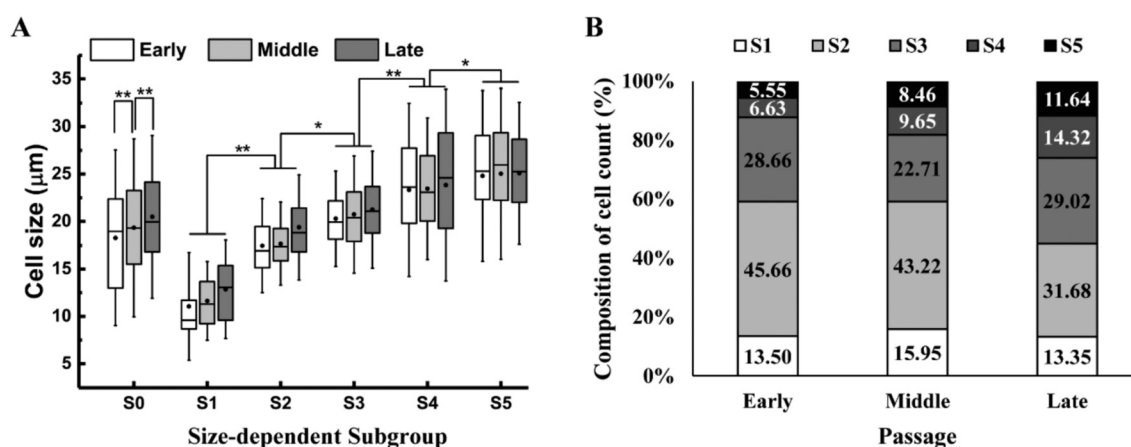 A
Early Middle Late
Cell size (μm)
35
30
25
20
15
10
5
** **
**
*
**
*
S0 S1 S2 S3 S4 S5
Size-dependent Subgroup
B
S1 S2 S3 S4 S5
Composition of cell count (%)
100%
80%
60%
40%
20%
0%
5.55 8.46 11.64
6.63 9.65 14.32
28.66 22.71 29.02
45.66 43.22 31.68
13.50 15.95 13.35
Early Middle Late
Passage